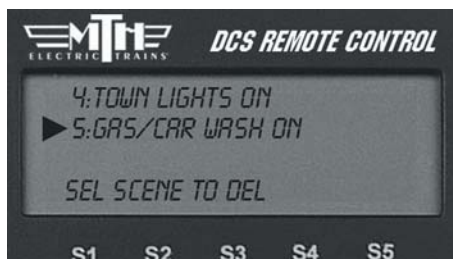 MTH
ELECTRIC TRAINS
DCS REMOTE CONTROL
4:TOWN LIGHTS ON
5:GAS/CAR WASH ON
SEL SCENE TO DEL
S1 S2 S3 S4 S5